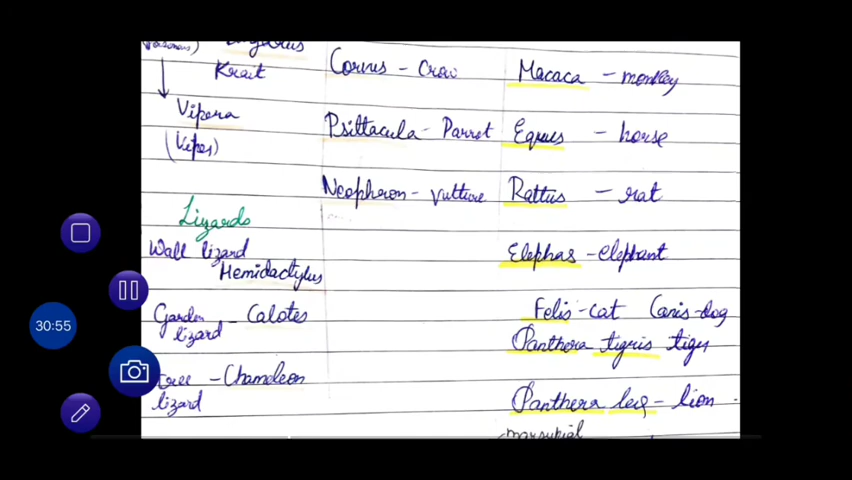 Krait
Vipera
Lizards
Wall lizard
Hemidactylus
Garden - Calotes
lizard
Tree - Chameleon
lizard
Corvus - Crow
Psittacula - Parrot
Neophron - Vulture
Macaca - monkey
Equus - horse
Rattus - rat
Elephas - elephant
Felis - cat Canis - dog
Panthera tigris tiger
Panthera leo - lion
marsupial
30:55